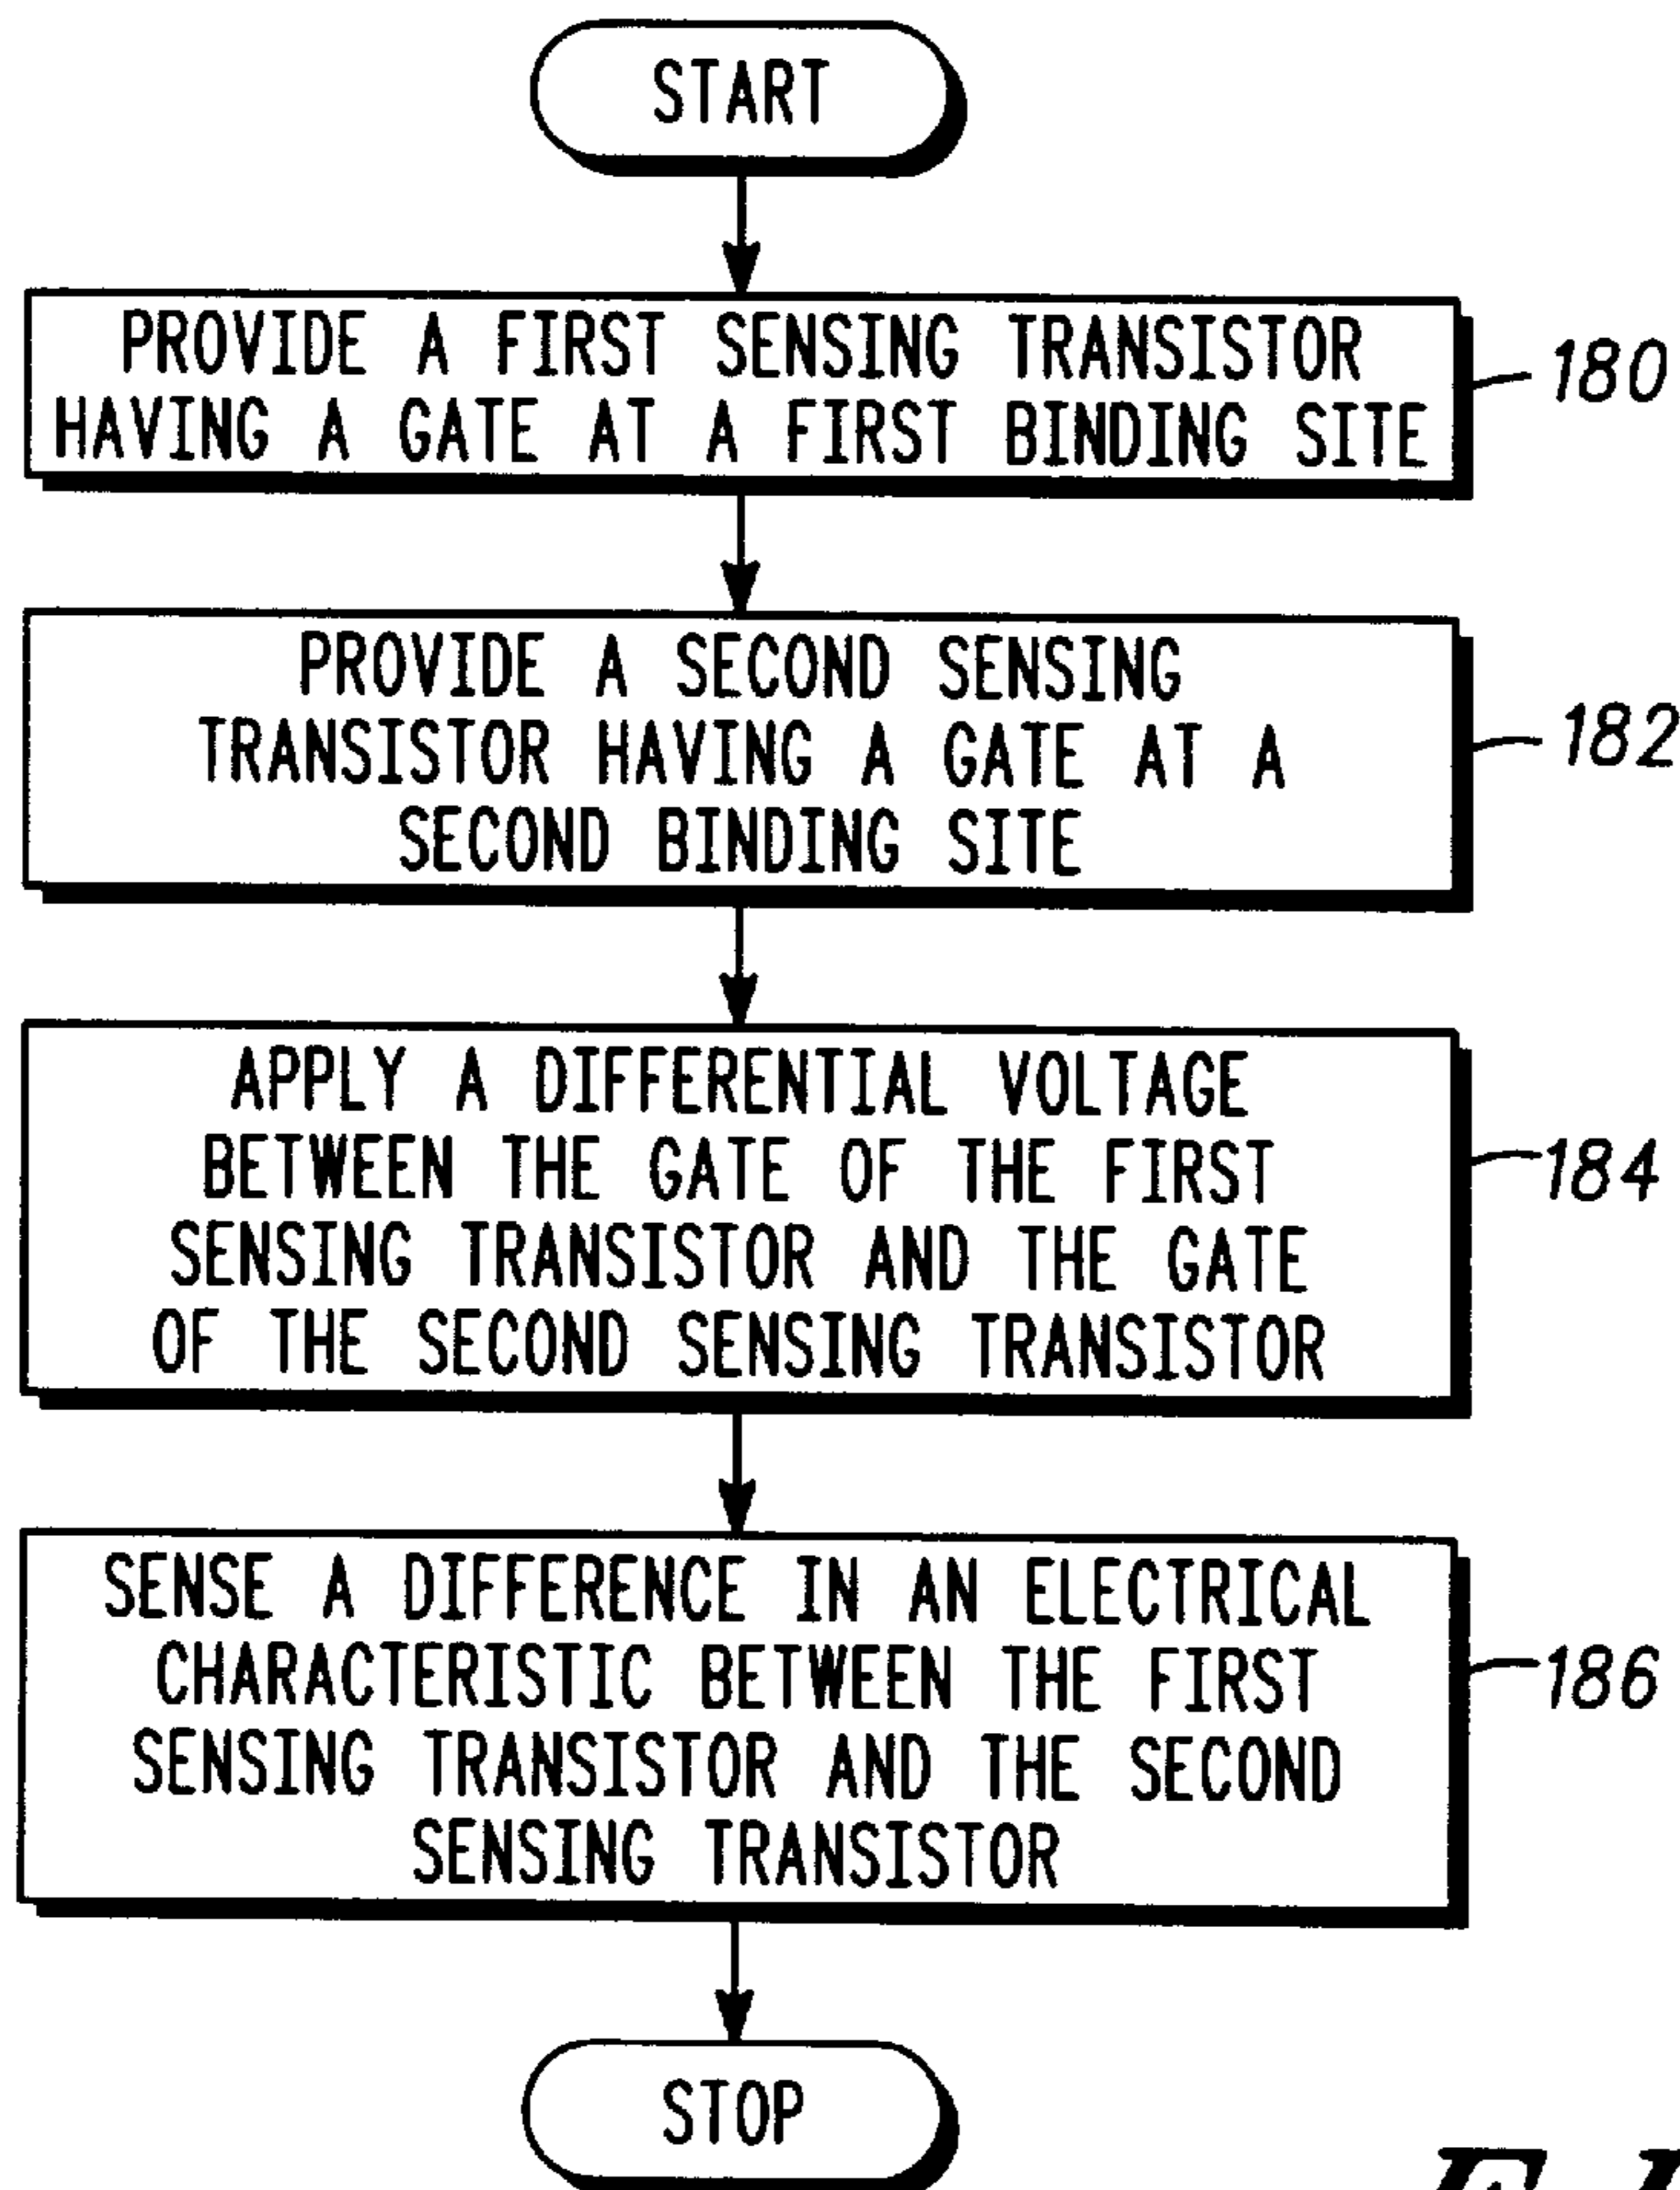 START
PROVIDE A FIRST SENSING TRANSISTOR
HAVING A GATE AT A FIRST BINDING SITE
180
PROVIDE A SECOND SENSING
TRANSISTOR HAVING A GATE AT A
SECOND BINDING SITE
182
APPLY A DIFFERENTIAL VOLTAGE
BETWEEN THE GATE OF THE FIRST
SENSING TRANSISTOR AND THE GATE
OF THE SECOND SENSING TRANSISTOR
184
SENSE A DIFFERENCE IN AN ELECTRICAL
CHARACTERISTIC BETWEEN THE FIRST
SENSING TRANSISTOR AND THE SECOND
SENSING TRANSISTOR
186
STOP